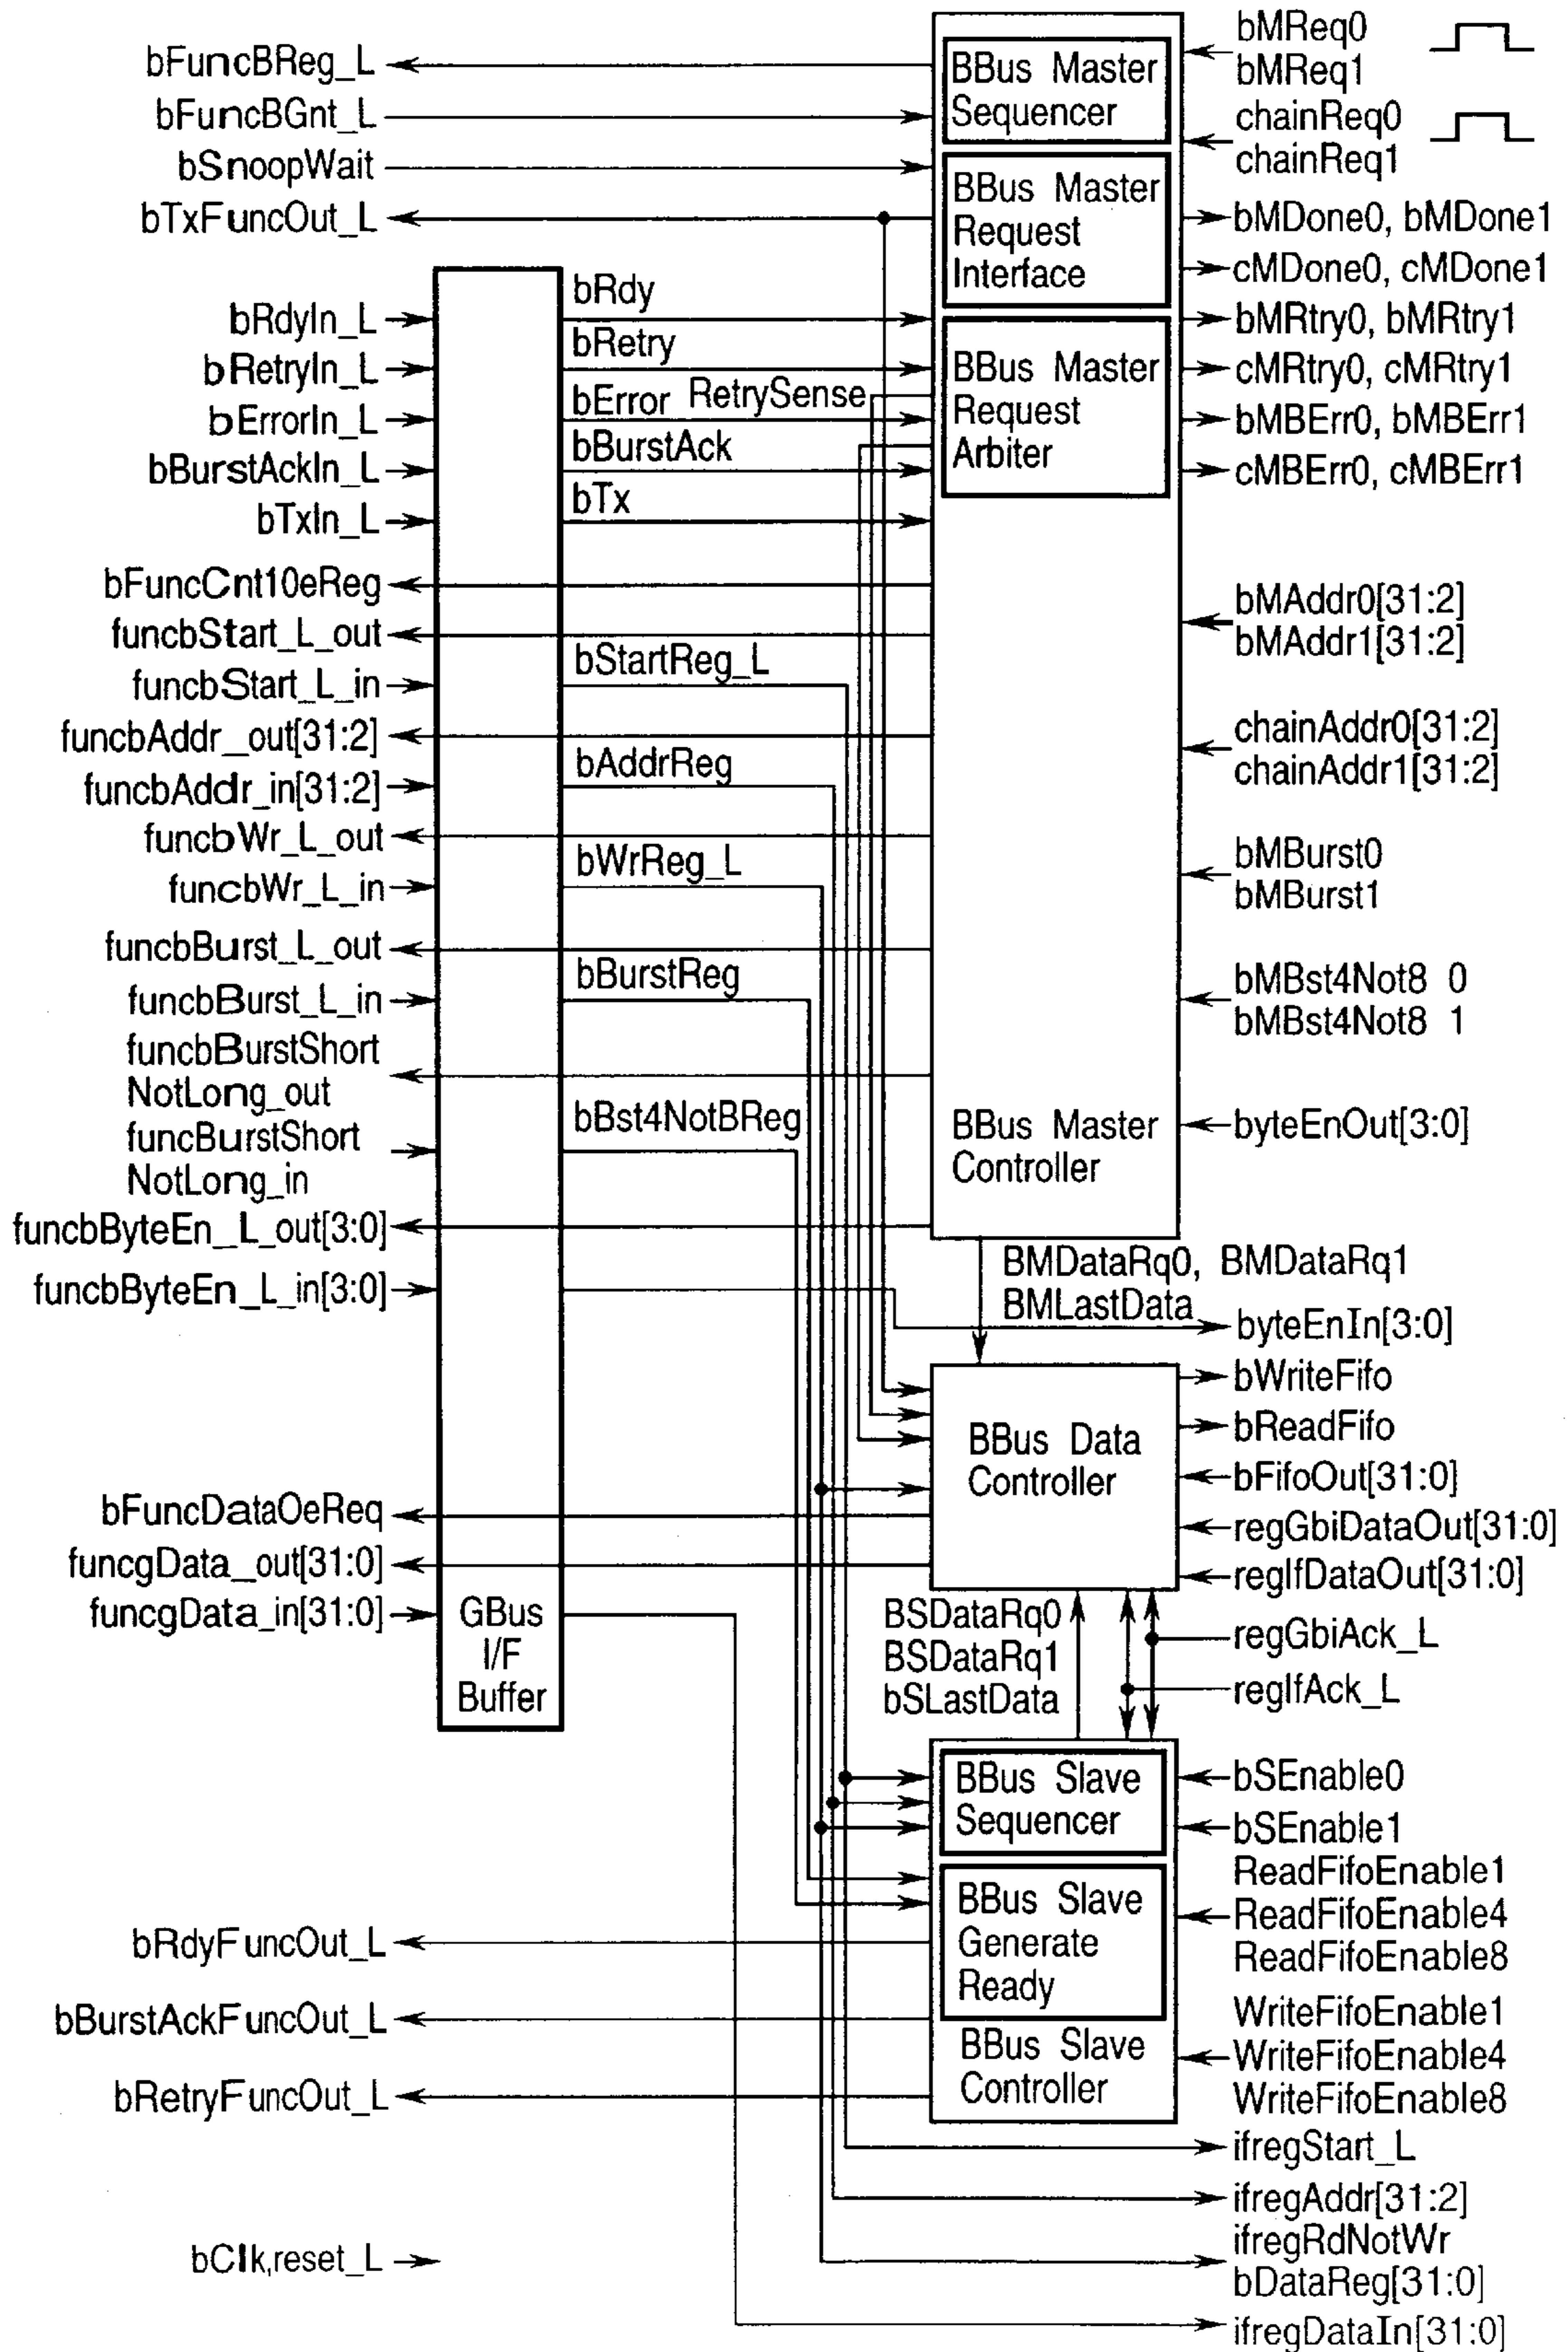 bFuncBReg_L
bFuncBGnt_L
bSnoopWait
bTxFuncOut_L
bRdyIn_L
bRetryIn_L
bErrorIn_L
bBurstAckIn_L
bTxIn_L
bFuncCnt10eReg
funcbStart_L_out
funcbStart_L_in
funcbAddr_out[31:2]
funcbAddr_in[31:2]
funcbWr_L_out
funcbWr_L_in
funcbBurst_L_out
funcbBurst_L_in
funcbBurstShort
NotLong_out
funcBurstShort
NotLong_in
funcbByteEn_L_out[3:0]
funcbByteEn_L_in[3:0]
bFuncDataOeReq
funcgData_out[31:0]
funcgData_in[31:0]
bRdyFuncOut_L
bBurstAckFuncOut_L
bRetryFuncOut_L
bClk,reset_L
GBus
I/F
Buffer
bRdy
bRetry
bError RetrySense
bBurstAck
bTx
bStartReg_L
bAddrReg
bWrReg_L
bBurstReg
bBst4NotBReg
BBus Master
Sequencer
BBus Master
Request
Interface
BBus Master
Request
Arbiter
BBus Master
Controller
BMDataRq0, BMDataRq1
BMLastData
BBus Data
Controller
BSDataRq0
BSDataRq1
bSLastData
BBus Slave
Sequencer
BBus Slave
Generate
Ready
BBus Slave
Controller
bMReq0
bMReq1
chainReq0
chainReq1
bMDone0, bMDone1
cMDone0, cMDone1
bMRtry0, bMRtry1
cMRtry0, cMRtry1
bMBErr0, bMBErr1
cMBErr0, cMBErr1
bMAddr0[31:2]
bMAddr1[31:2]
chainAddr0[31:2]
chainAddr1[31:2]
bMBurst0
bMBurst1
bMBst4Not8 0
bMBst4Not8 1
byteEnOut[3:0]
byteEnIn[3:0]
bWriteFifo
bReadFifo
bFifoOut[31:0]
regGbiDataOut[31:0]
regIfDataOut[31:0]
regGbiAck_L
regIfAck_L
bSEnable0
bSEnable1
ReadFifoEnable1
ReadFifoEnable4
ReadFifoEnable8
WriteFifoEnable1
WriteFifoEnable4
WriteFifoEnable8
ifregStart_L
ifregAddr[31:2]
ifregRdNotWr
bDataReg[31:0]
ifregDataIn[31:0]